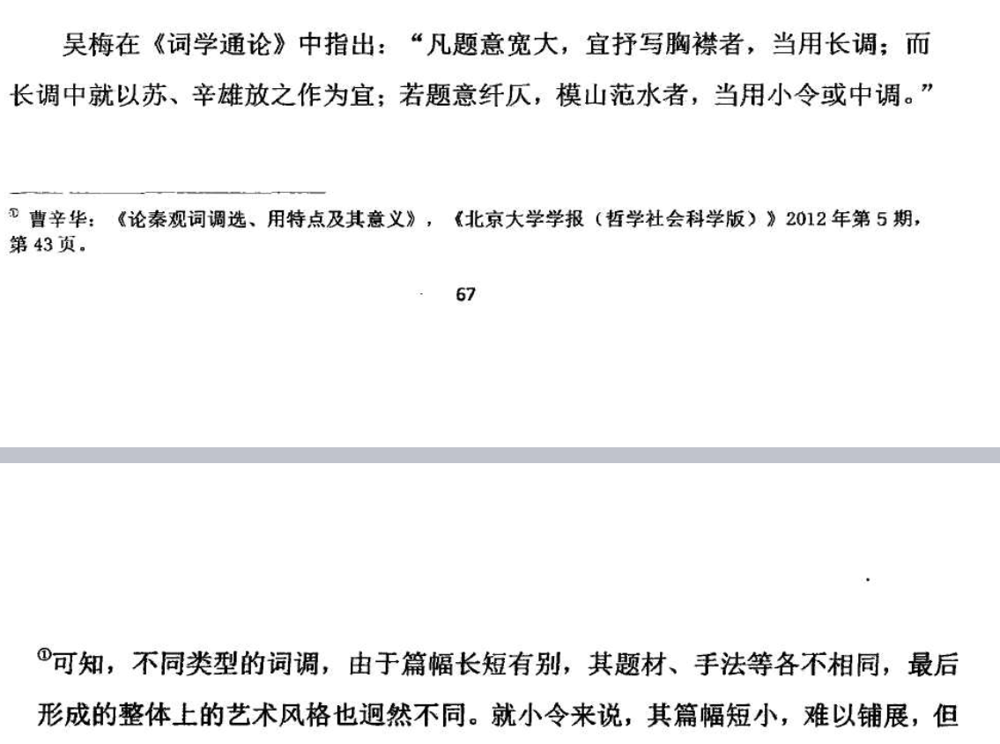 吴梅在《词学通论》中指出：“凡题意宽大，宜抒写胸襟者，当用长调；而
长调中就以苏、辛雄放之作为宜；若题意纤仄，模山范水者，当用小令或中调。”
① 曹辛华：《论秦观词调选、用特点及其意义》，《北京大学学报（哲学社会科学版）》2012年第5期，
第43页。
67
①可知，不同类型的词调，由于篇幅长短有别，其题材、手法等各不相同，最后
形成的整体上的艺术风格也迥然不同。就小令来说，其篇幅短小，难以铺展，但